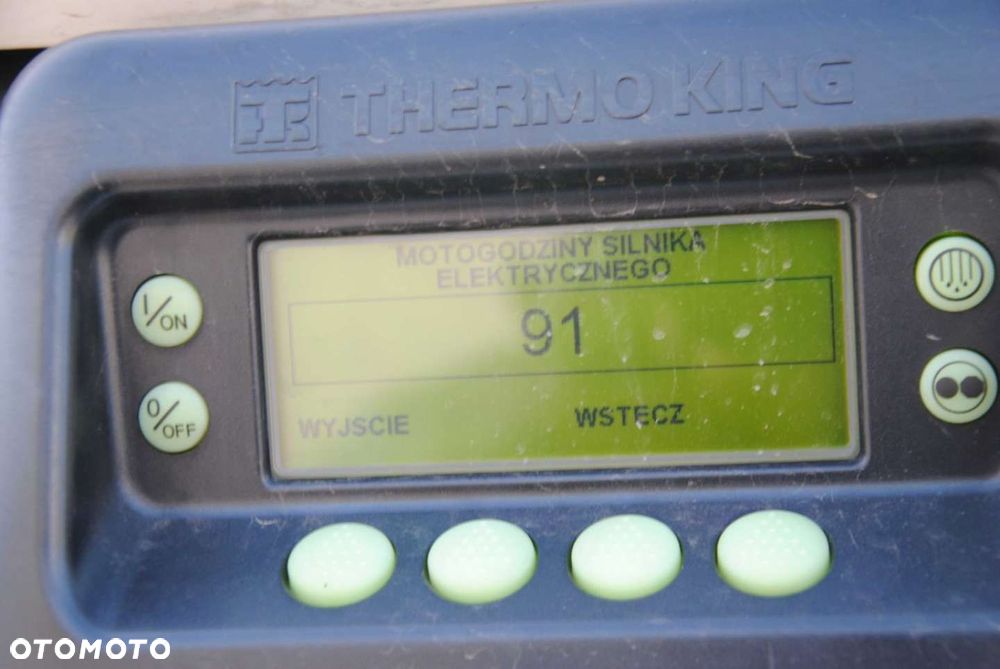 THERMO KING
MOTOGODZINY SILNIKA
ELEKTRYCZNEGO
91
WYJSCIE WSTECZ
I/ON
0/OFF
OTOMOTO